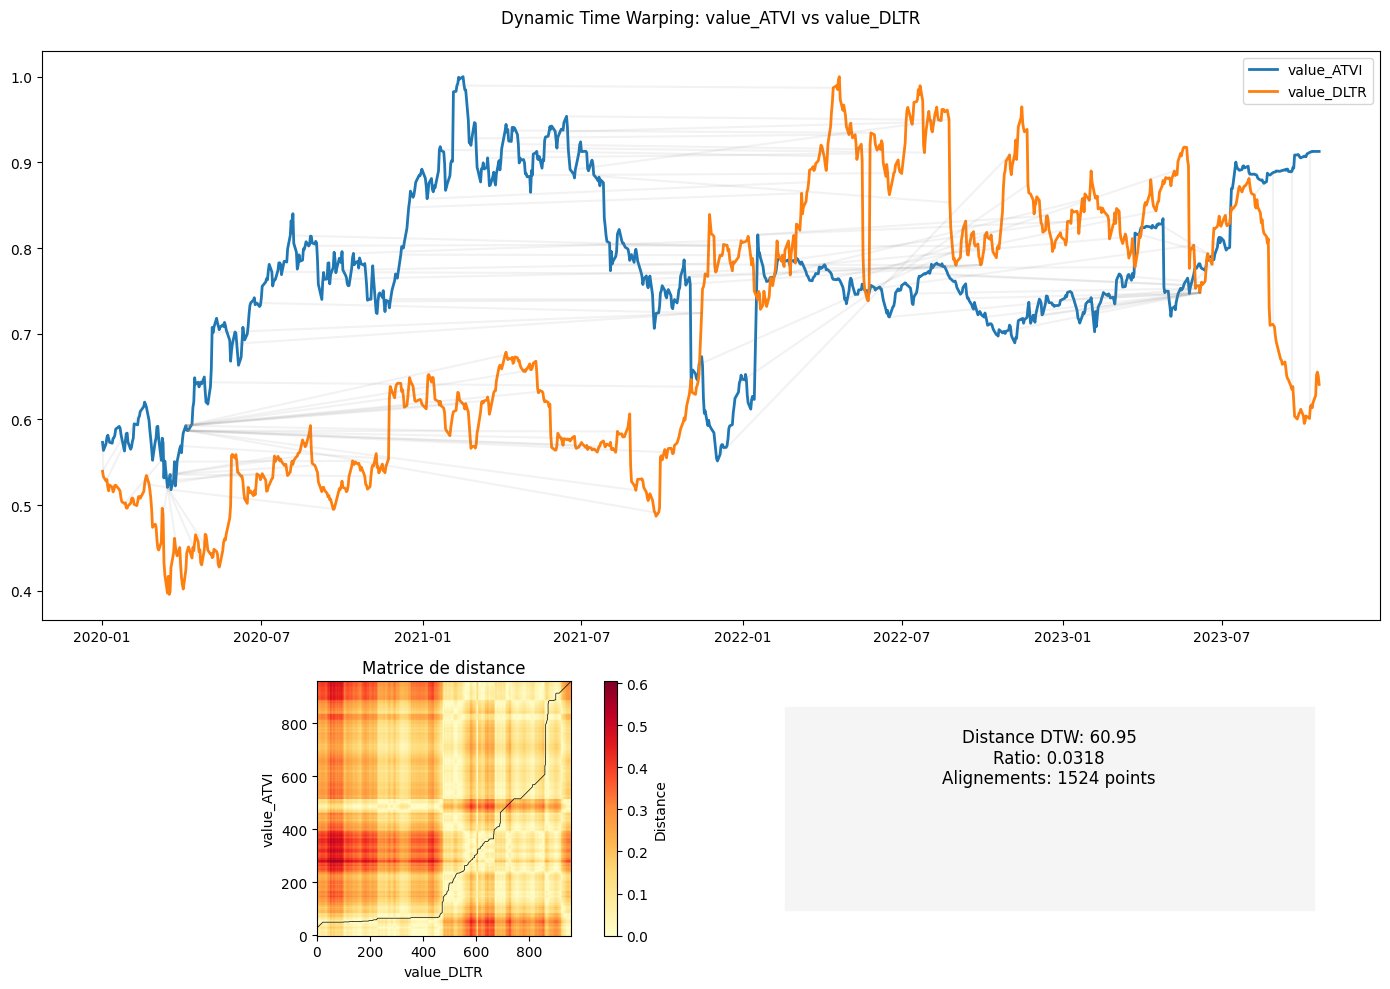 Dynamic Time Warping: value_ATVI vs value_DLTR
value_ATVI
value_DLTR
1.0
0.9
0.8
0.7
0.6
0.5
0.4
2020-01 2020-07 2021-01 2021-07 2022-01 2022-07 2023-01 2023-07
Matrice de distance
value_ATVI
800
600
400
200
0
0 200 400 600 800
value_DLTR
0.6
0.5
0.4
0.3
0.2
0.1
0.0
Distance
Distance DTW: 60.95
Ratio: 0.0318
Alignements: 1524 points